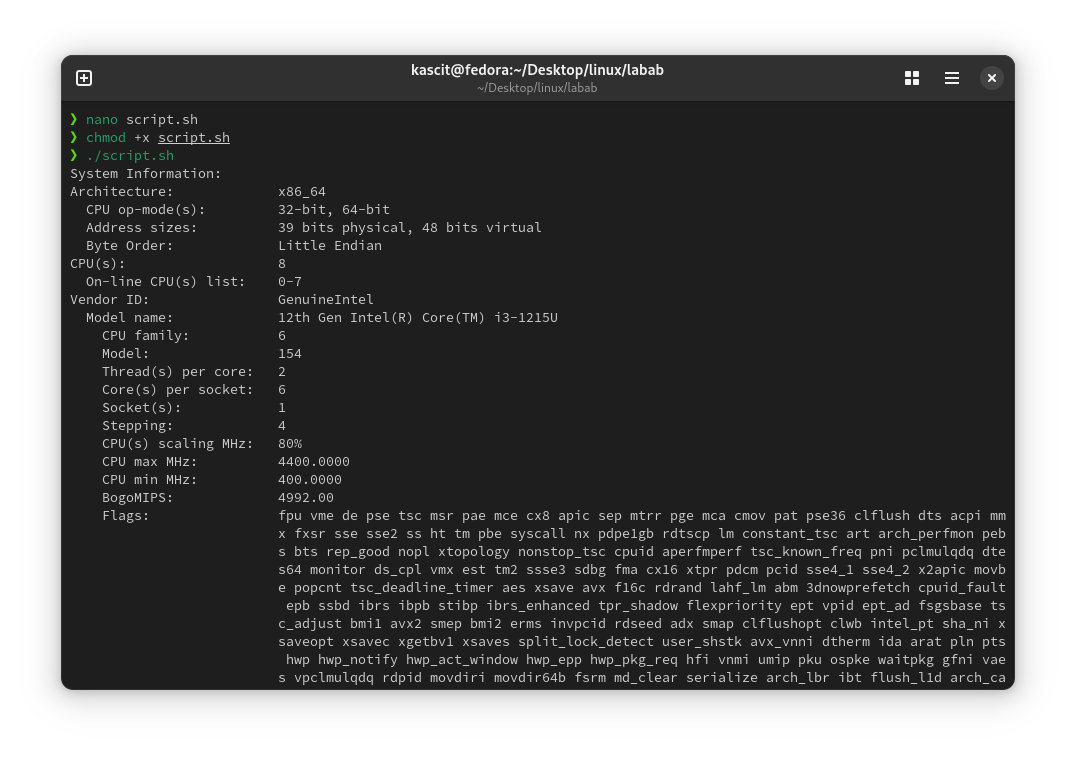 kascit@fedora:~/Desktop/linux/labab
~/Desktop/linux/labab
❯ nano script.sh
❯ chmod +x script.sh
❯ ./script.sh
System Information:
Architecture: x86_64
CPU op-mode(s): 32-bit, 64-bit
Address sizes: 39 bits physical, 48 bits virtual
Byte Order: Little Endian
CPU(s): 8
On-line CPU(s) list: 0-7
Vendor ID: GenuineIntel
Model name: 12th Gen Intel(R) Core(TM) i3-1215U
CPU family: 6
Model: 154
Thread(s) per core: 2
Core(s) per socket: 6
Socket(s): 1
Stepping: 4
CPU(s) scaling MHz: 80%
CPU max MHz: 4400.0000
CPU min MHz: 400.0000
BogoMIPS: 4992.00
Flags: fpu vme de pse tsc msr pae mce cx8 apic sep mtrr pge mca cmov pat pse36 clflush dts acpi mm
x fxsr sse sse2 ss ht tm pbe syscall nx pdpe1gb rdtscp lm constant_tsc art arch_perfmon peb
s bts rep_good nopl xtopology nonstop_tsc cpuid aperfmperf tsc_known_freq pni pclmulqdq dte
s64 monitor ds_cpl vmx est tm2 ssse3 sdbg fma cx16 xtpr pdcm pcid sse4_1 sse4_2 x2apic movb
e popcnt tsc_deadline_timer aes xsave avx f16c rdrand lahf_lm abm 3dnowprefetch cpuid_fault
epb ssbd ibrs ibpb stibp ibrs_enhanced tpr_shadow flexpriority ept vpid ept_ad fsgsbase ts
c_adjust bmi1 avx2 smep bmi2 erms invpcid rdseed adx smap clflushopt clwb intel_pt sha_ni x
saveopt xsavec xgetbv1 xsaves split_lock_detect user_shstk avx_vnni dtherm ida arat pln pts
hwp hwp_notify hwp_act_window hwp_epp hwp_pkg_req hfi vnmi umip pku ospke waitpkg gfni vae
s vpclmulqdq rdpid movdiri movdir64b fsrm md_clear serialize arch_lbr ibt flush_l1d arch_ca